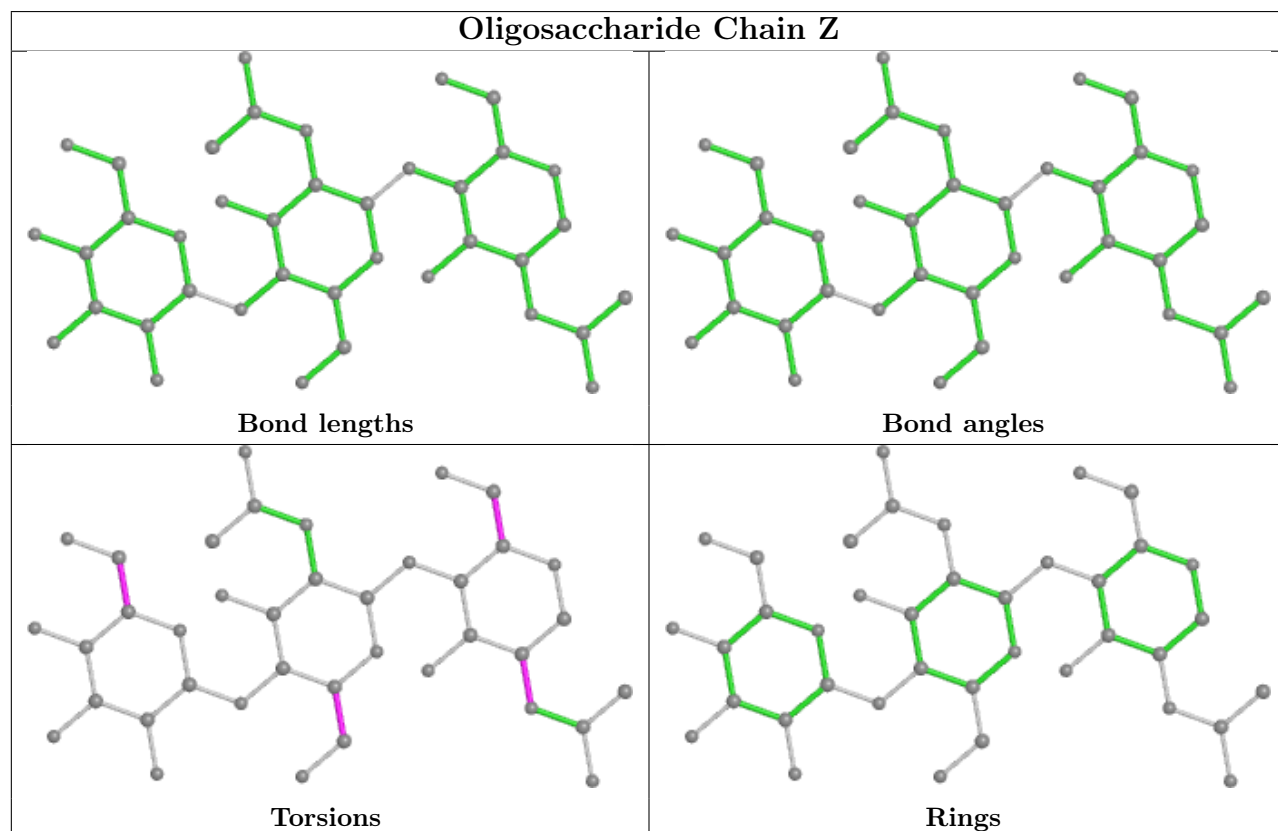 Oligosaccharide Chain Z
Bond lengths
Bond angles
Torsions
Rings